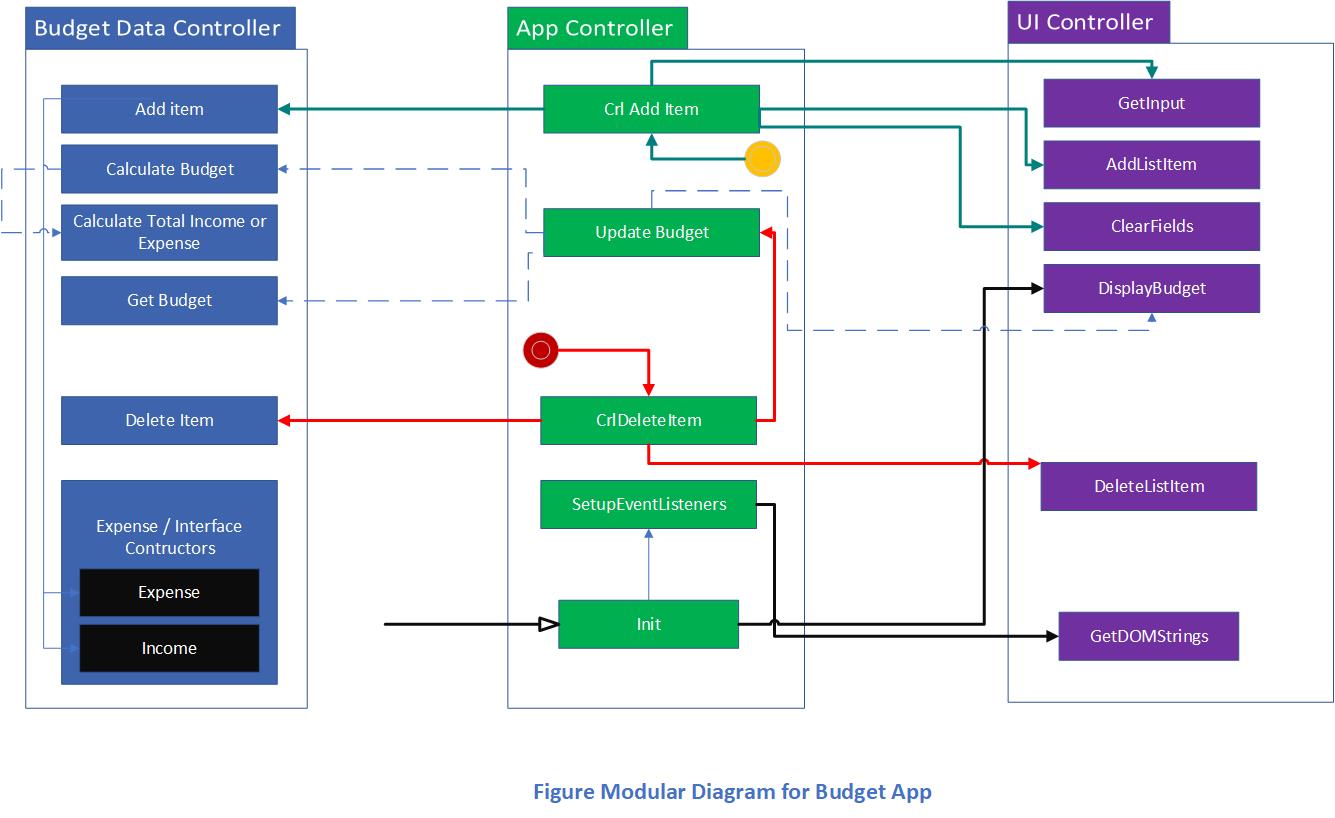 Budget Data Controller
Add item
Calculate Budget
Calculate Total Income or
Expense
Get Budget
Delete Item
Expense / Interface
Contructors
Expense
Income
App Controller
Crl Add Item
Update Budget
CrlDeleteItem
SetupEventListeners
Init
UI Controller
GetInput
AddListItem
ClearFields
DisplayBudget
DeleteListItem
GetDOMStrings
Figure Modular Diagram for Budget App